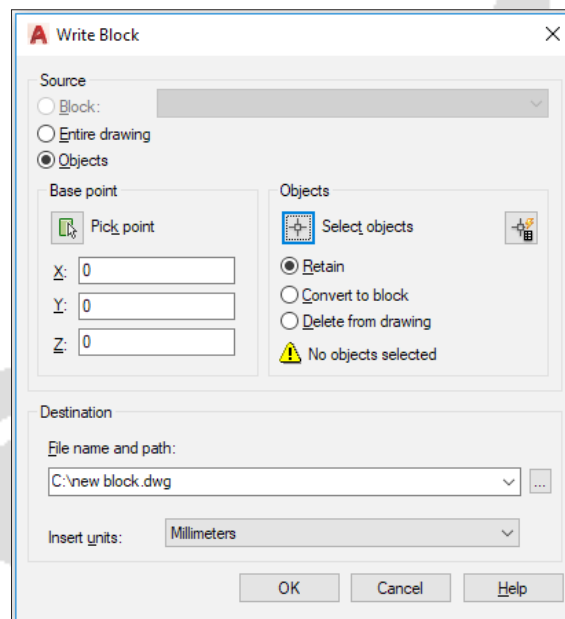 Write Block
Source
Block:
Entire drawing
Objects
Base point
Pick point
X: 0
Y: 0
Z: 0
Objects
Select objects
Retain
Convert to block
Delete from drawing
No objects selected
Destination
File name and path:
C:\new block.dwg
...
Insert units: Millimeters
OK Cancel Help